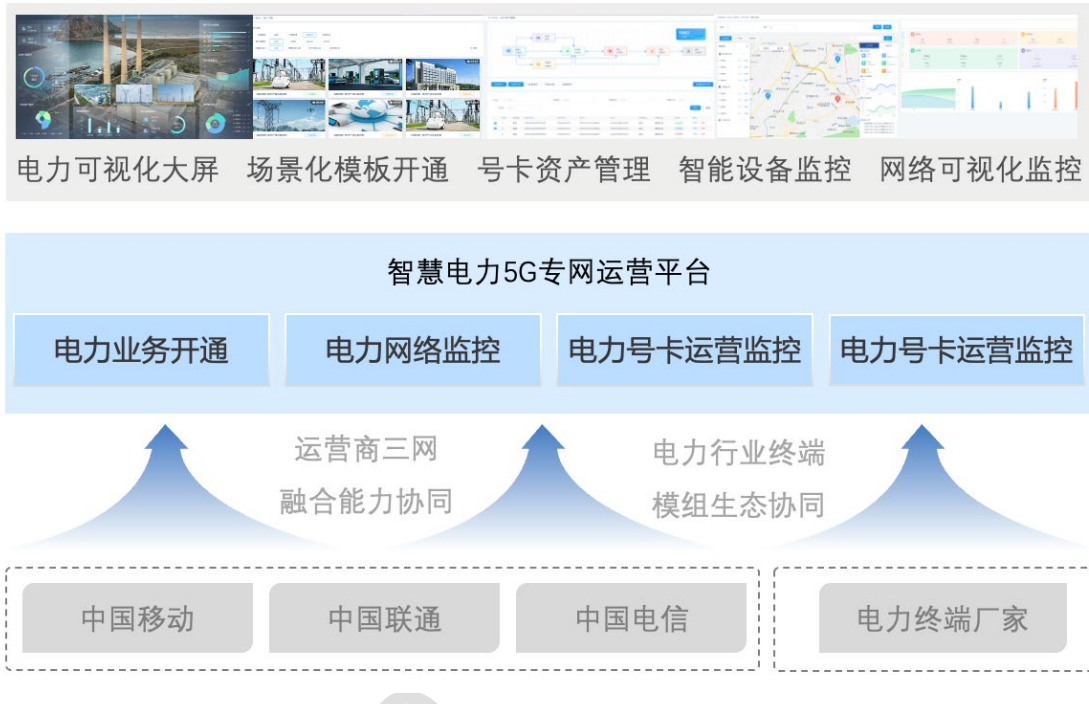 电力可视化大屏 场景化模板开通 号卡资产管理 智能设备监控 网络可视化监控
智慧电力5G专网运营平台
电力业务开通 电力网络监控 电力号卡运营监控 电力号卡运营监控
运营商三网 电力行业终端
融合能力协同 模组生态协同
中国移动 中国联通 中国电信 电力终端厂家